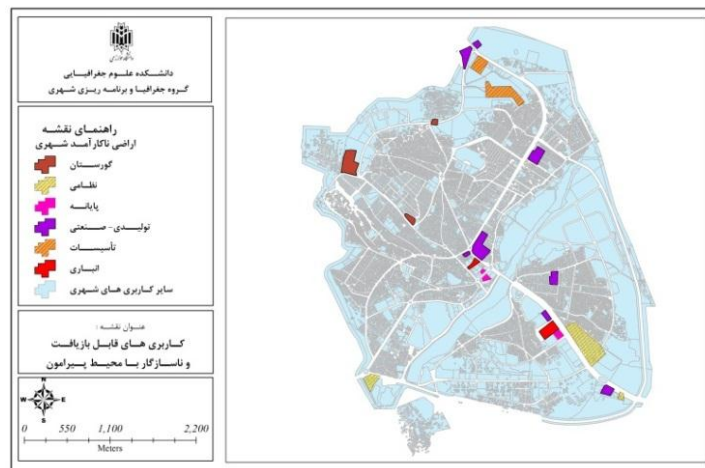 دانشکده علوم جغرافیایی
گروه جغرافیا و برنامه ریزی شهری
راهنمای نقشه
اراضی ناکارآمد شهری
گورستان
نظامی
پایانه
تولیدی- صنعتی
تأسیسات
انباری
سایر کاربری های شهری
عنوان نقشه :
کاربری های قابل بازیافت
و ناسازگار با محیط پیرامون
N
W E
S
0 550 1,100 2,200
Meters